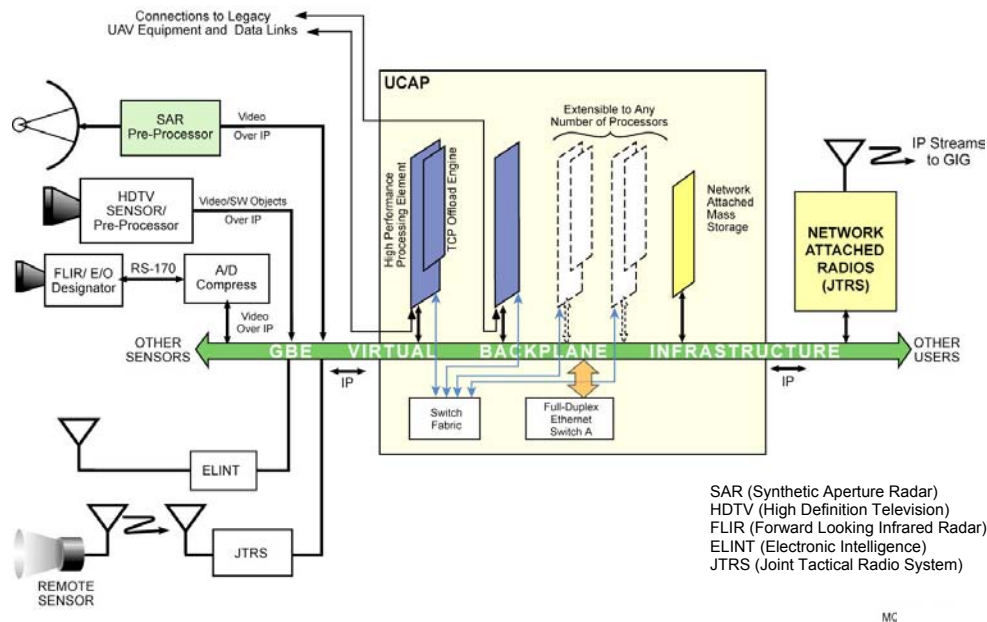 Connections to Legacy
UAV Equipment and Data Links
UCAP
Extensible to Any
Number of Processors
SAR
Pre-Processor
Video
Over IP
HDTV
SENSOR/
Pre-Processor
Video/SW Objects
Over IP
FLIR/ E/O
Designator
RS-170
A/D
Compress
Video
Over IP
High Performance
Processing Element
TCP Offload Engine
Network
Attached
Mass
Storage
IP Streams
to GIG
NETWORK
ATTACHED
RADIOS
(JTRS)
OTHER
SENSORS
GBE VIRTUAL BACKPLANE INFRASTRUCTURE
OTHER
USERS
IP
IP
Switch
Fabric
Full-Duplex
Ethernet
Switch A
ELINT
JTRS
REMOTE
SENSOR
SAR (Synthetic Aperture Radar)
HDTV (High Definition Television)
FLIR (Forward Looking Infrared Radar)
ELINT (Electronic Intelligence)
JTRS (Joint Tactical Radio System)